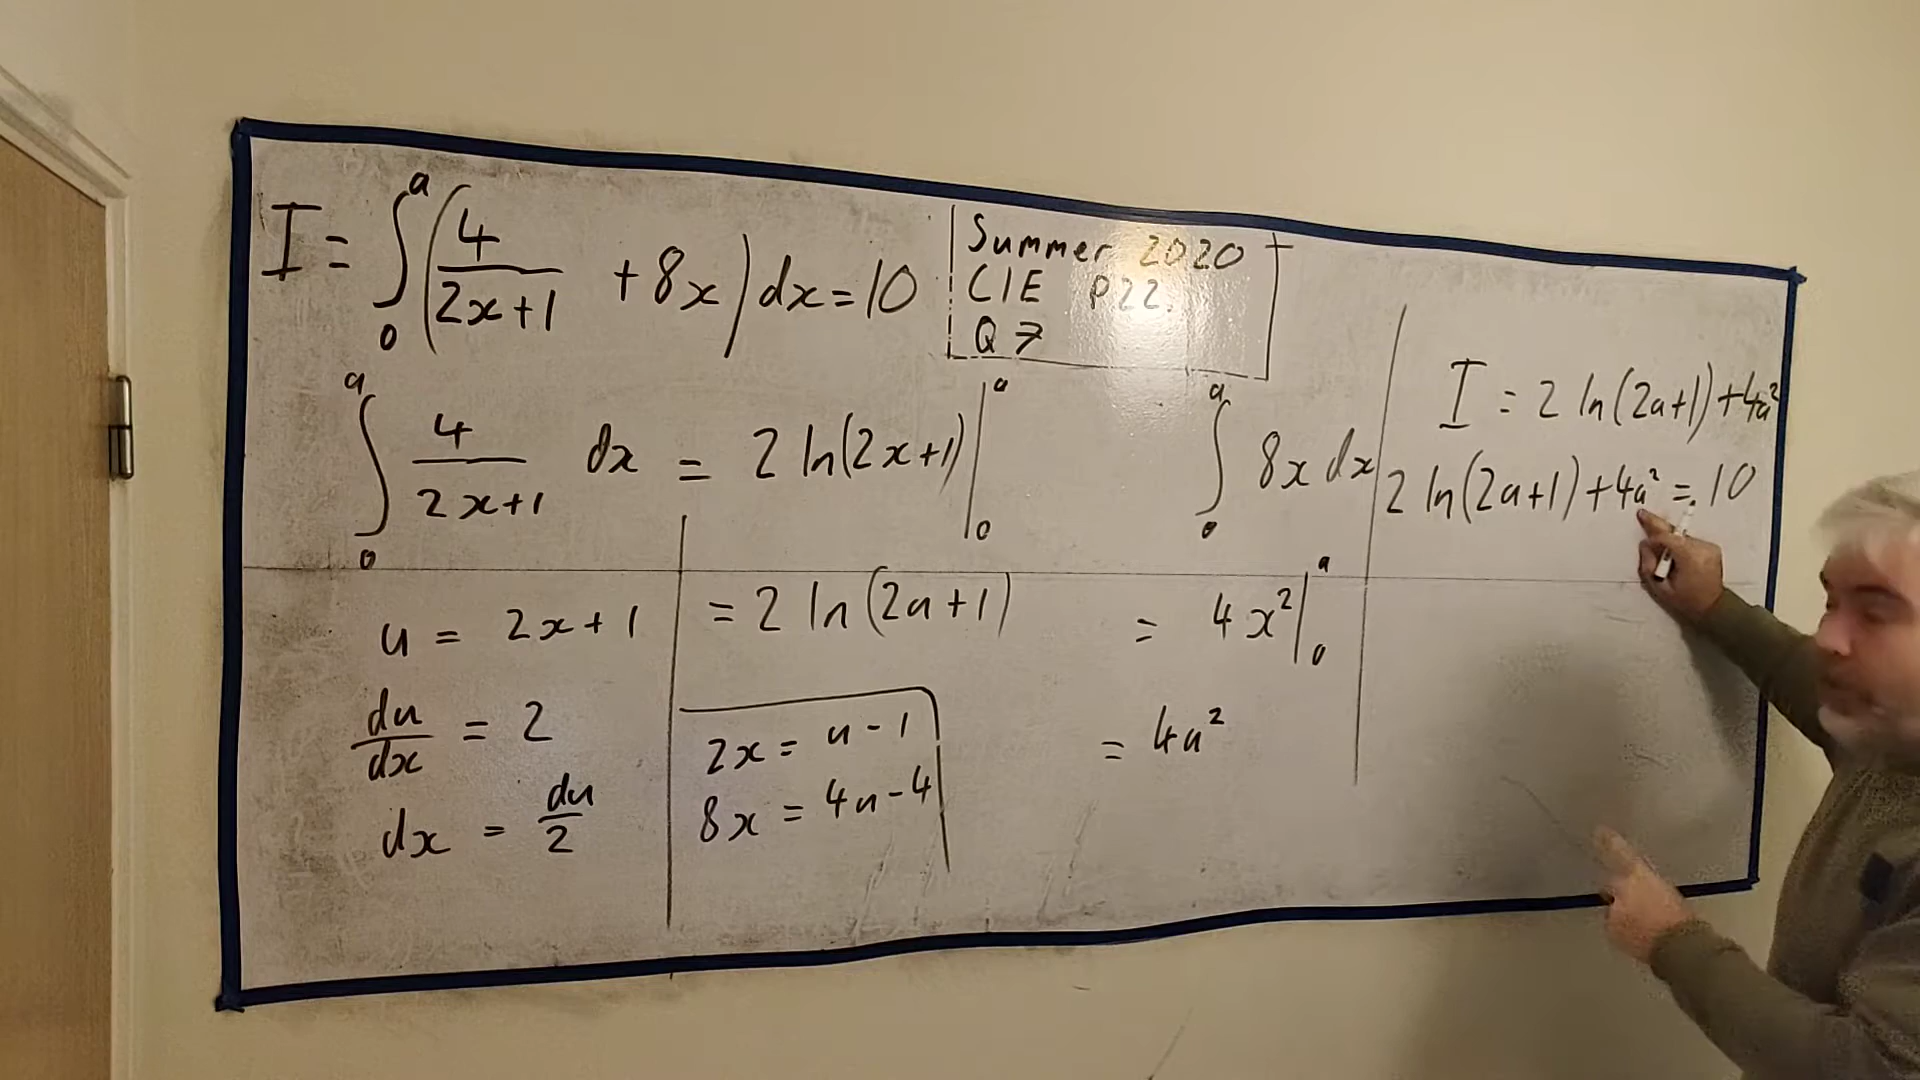 I = ∫₀ᵃ (4/(2x+1) + 8x) dx = 10
Summer 2020
CIE P22.
Q7
∫₀ᵃ 4/(2x+1) dx = 2 ln(2x+1) |₀ᵃ
= 2 ln(2a+1)
u = 2x+1
du/dx = 2
dx = du/2
2x = u-1
8x = 4u-4
∫₀ᵃ 8x dx
= 4x² |₀ᵃ
= 4a²
I = 2 ln(2a+1) + 4a²
2 ln(2a+1) + 4a² = 10